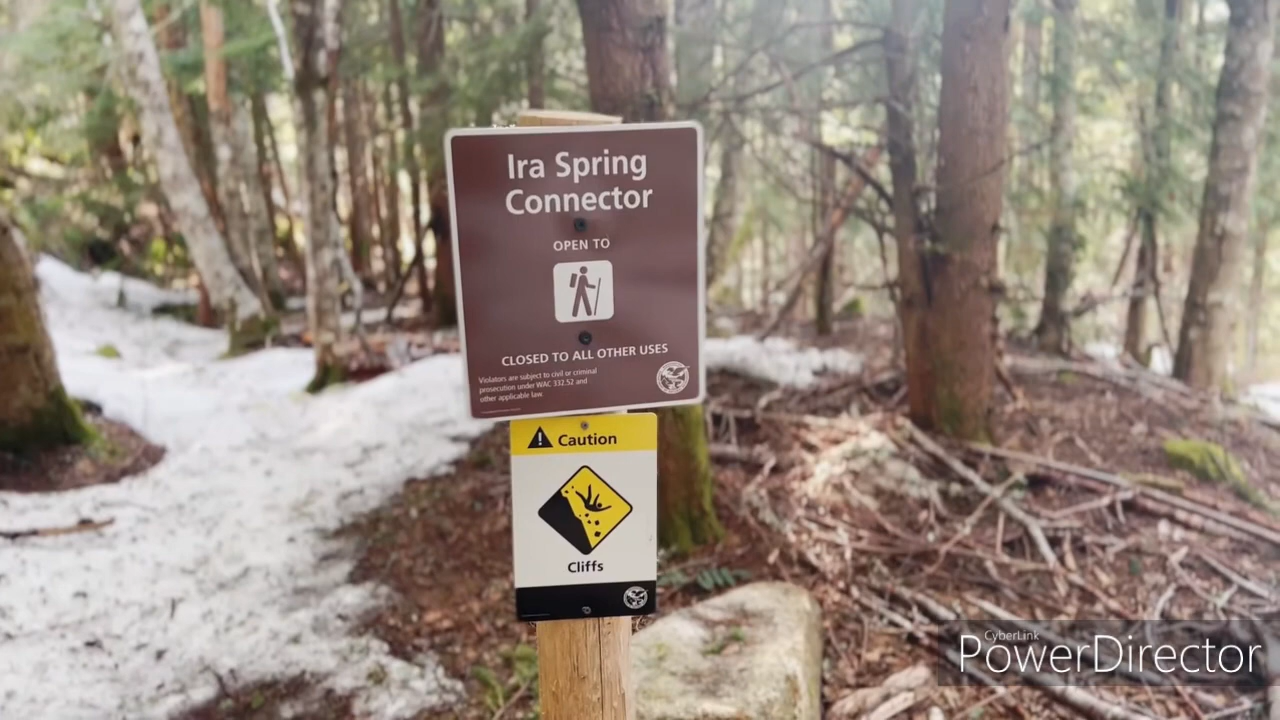 Ira Spring
Connector
OPEN TO
CLOSED TO ALL OTHER USES
Violators are subject to civil or criminal
prosecution under WAC 332.52 and
other applicable law.
Caution
Cliffs
CyberLink
PowerDirector